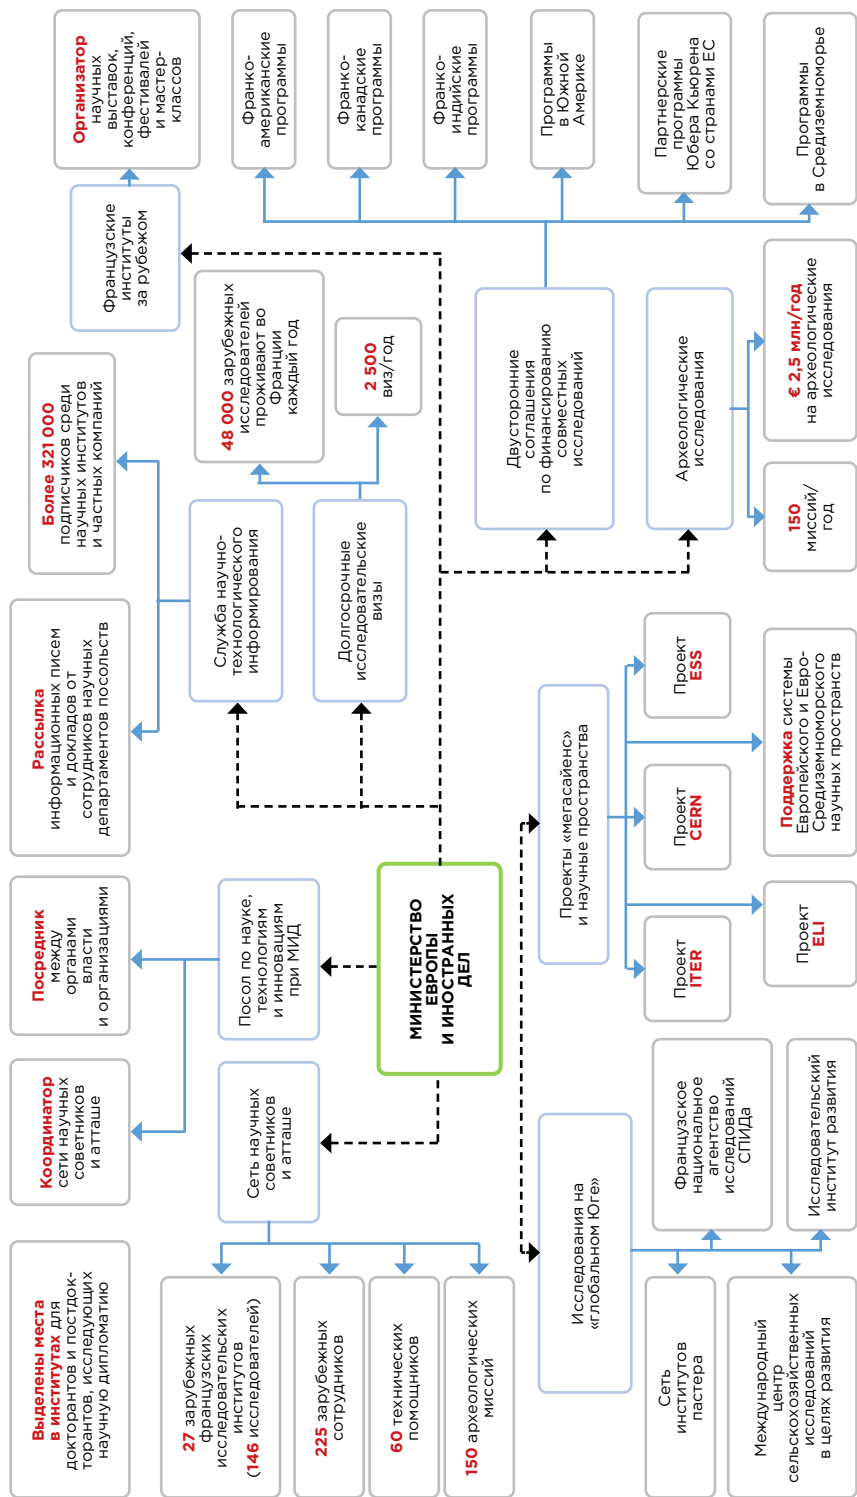 Выделены места
в институтах для
докторантов и постдок-
торантов, исследующих
научную дипломатию
Координатор
сети научных
советников
и атташе
Посредник
между
органами
власти
и организациями
Рассылка
информационных писем
и докладов от
сотрудников научных
департаментов посольств
Более 321 000
подписчиков среди
научных институтов
и частных компаний
Французские
институты
за рубежом
Организатор
научных
выставок,
конференций,
фестивалей
и мастер-
классов
27 зарубежных
французских
исследовательских
институтов
(146 исследователей)
225 зарубежных
сотрудников
60 технических
помощников
150 археологических
миссий
Сеть научных
советников
и атташе
Посол по науке,
технологиям
и инновациям
при МИД
Служба научно-
технологического
информирования
Долгосрочные
исследовательские
визы
48 000 зарубежных
исследователей
проживают во
Франции
каждый год
2 500
виз/год
Франко-
американские
программы
Франко-
канадские
программы
Франко-
индийские
программы
Программы
в Южной
Америке
Партнерские
программы
Юбера Кьюрена
со странами ЕС
Программы
в Средиземноморье
МИНИСТЕРСТВО
ЕВРОПЫ
И ИНОСТРАННЫХ
ДЕЛ
Двусторонние
соглашения
по финансированию
совместных
исследований
Археологические
исследования
150
миссий/
год
€ 2,5 млн/год
на археологические
исследования
Исследования на
«глобальном Юге»
Сеть
институтов
пастера
Французское
национальное
агентство
исследований
СПИДа
Международный
центр
сельскохозяйственных
исследований
в целях развития
Исследовательский
институт развития
Проекты «мегасайенс»
и научные пространства
Проект
ITER
Проект
CERN
Проект
ESS
Проект
ELI
Поддержка системы
Европейского и Евро-
Средиземноморского
научных пространств